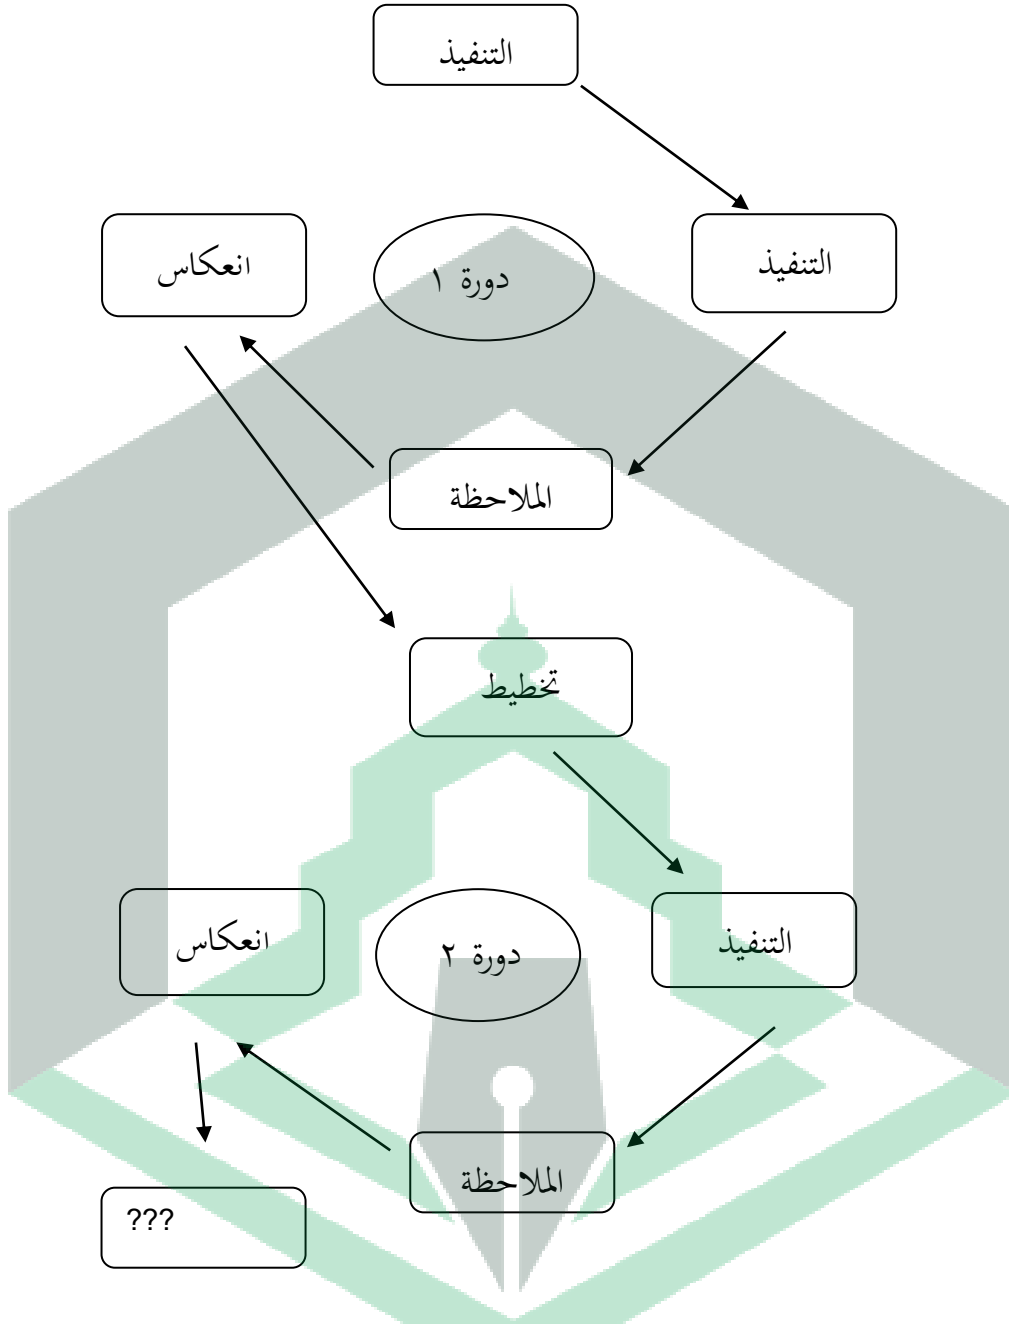 التنفيذ
التنفيذ
دورة ١
انعكاس
الملاحظة
تخطيط
التنفيذ
دورة ٢
انعكاس
الملاحظة
???